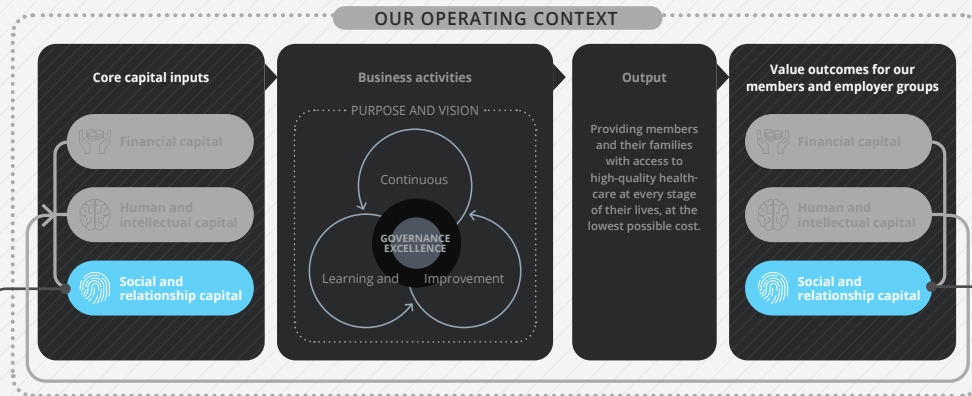 OUR OPERATING CONTEXT
Core capital inputs
Financial capital
Human and
intellectual capital
Social and
relationship capital
Business activities
PURPOSE AND VISION
Continuous
GOVERNANCE
EXCELLENCE
Learning and
Improvement
Output
Providing members
and their families
with access to
high-quality health-
care at every stage
of their lives, at the
lowest possible cost.
Value outcomes for our
members and employer groups
Financial capital
Human and
intellectual capital
Social and
relationship capital